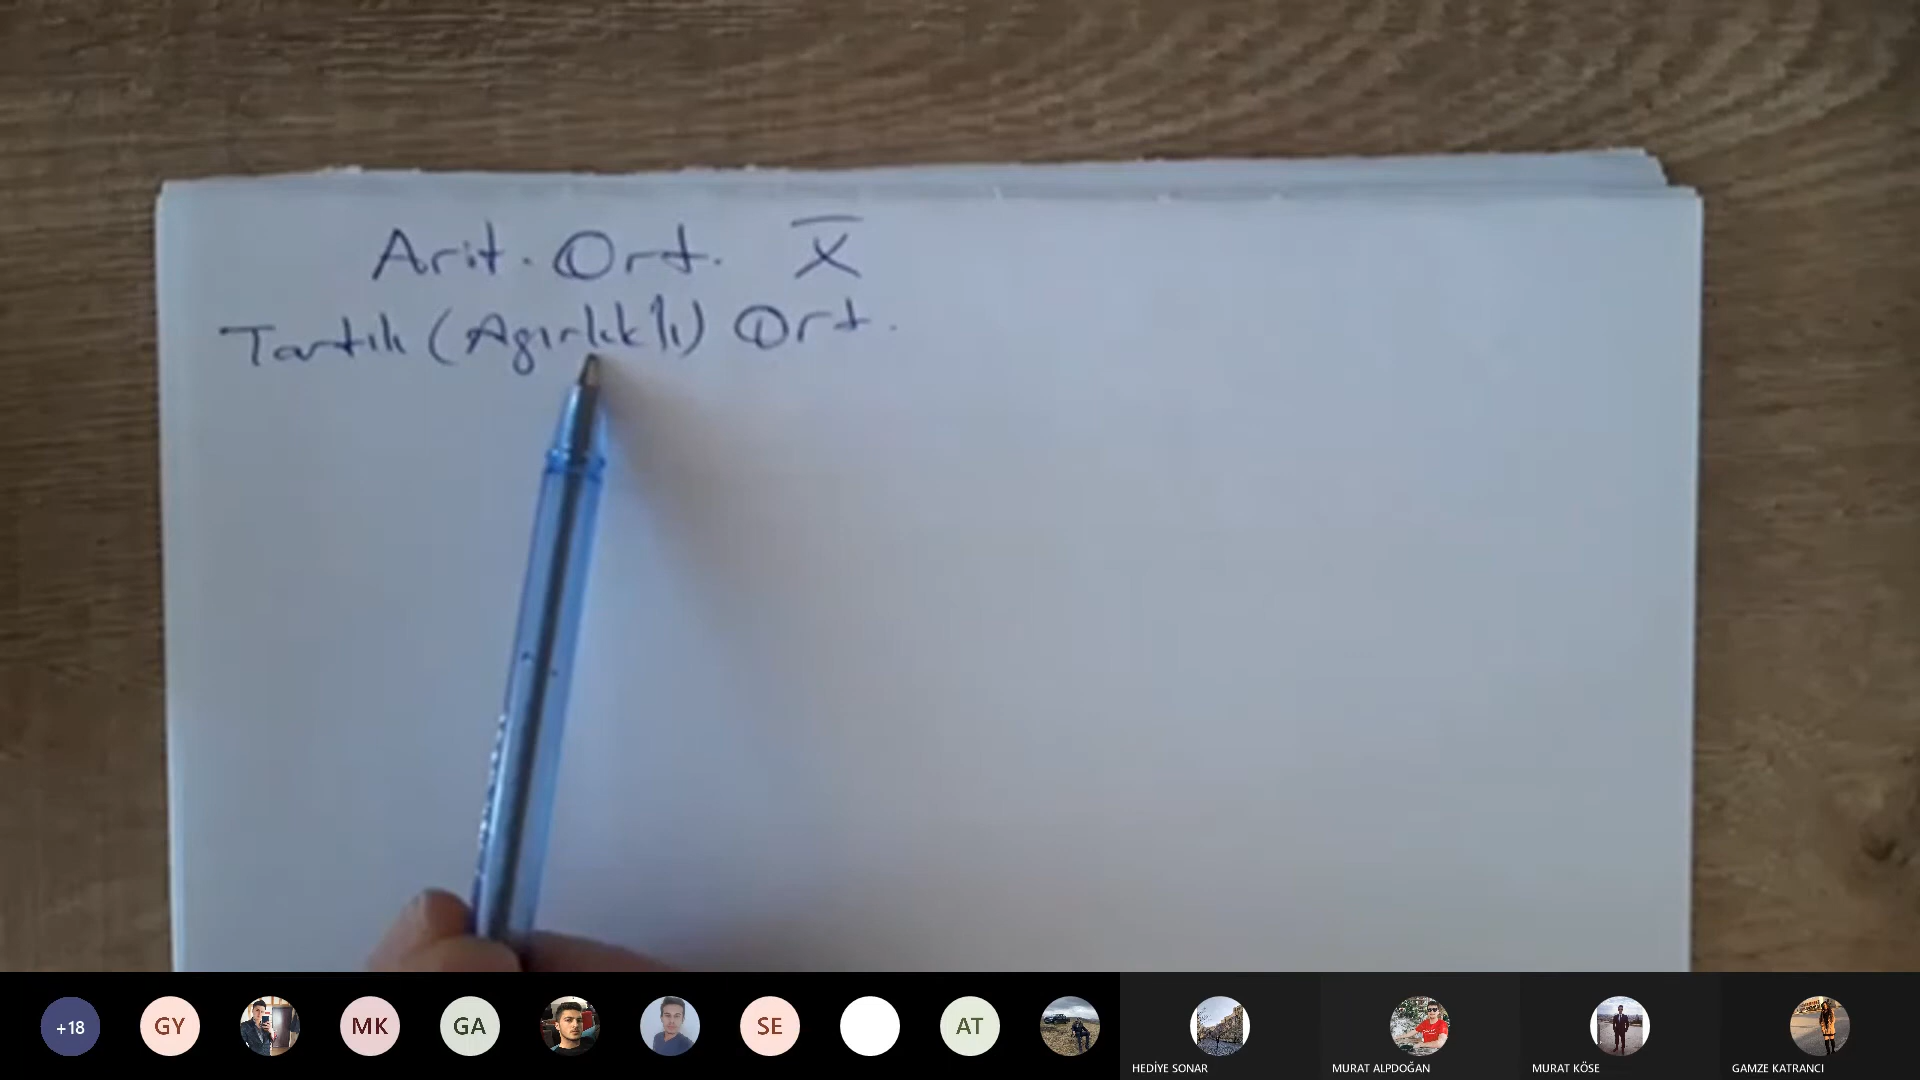 Arit. Ort. X̅
Tartılı (Agırlıklı) Ort.
+18
GY
MK
GA
SE
AT
HEDİYE SONAR
MURAT ALPDOĞAN
MURAT KÖSE
GAMZE KATRANCI